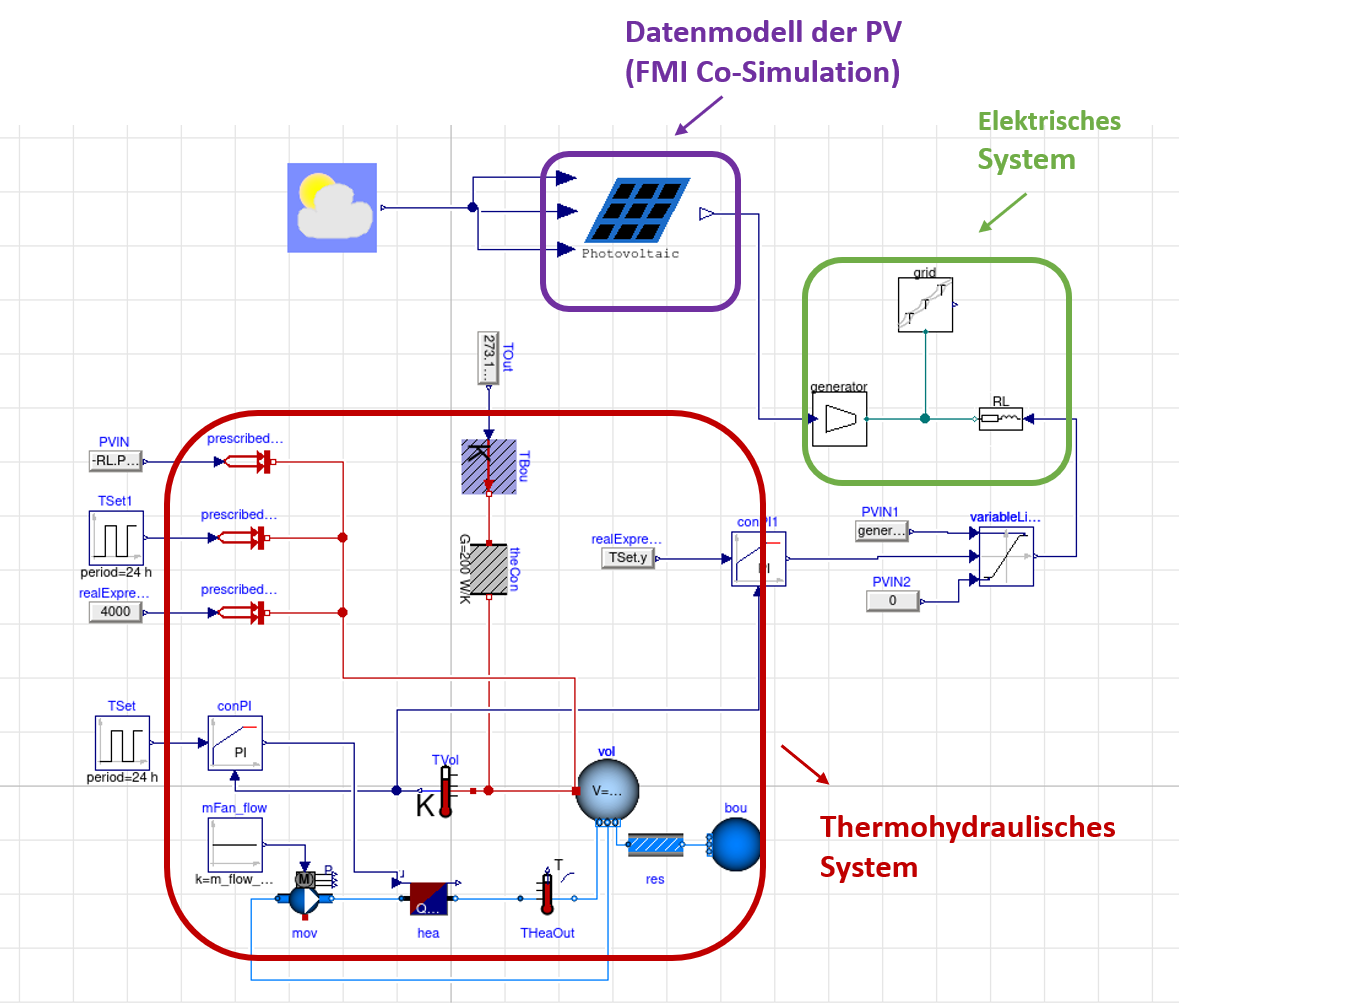 Datenmodell der PV
(FMI Co-Simulation)
Elektrisches
System
Photovoltaic
grid
T
T
T
273.1...
TOut
generator
RL
PVIN
-RL.P...
prescribed...
K
TBou
TSet1
period=24 h
prescribed...
G=200 W/K
theCon
realExpre...
TSet.y
conPI1
PI
PVIN1
gener...
variableLi...
PVIN2
0
realExpre...
4000
prescribed...
TSet
period=24 h
conPI
PI
TVol
K
vol
V=...
mFan_flow
k=m_flow_...
bou
Thermohydraulisches
System
res
M
P
mov
Q...
hea
T
THeaOut